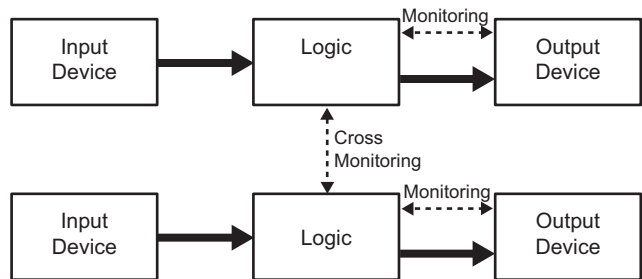 Monitoring
Input
Device
Logic
Output
Device
Cross
Monitoring
Monitoring
Input
Device
Logic
Output
Device